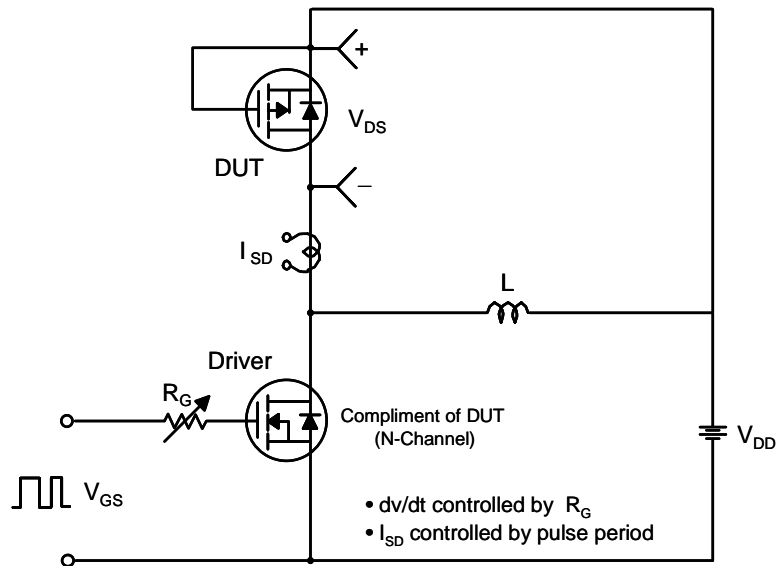 +
V_DS
DUT
–
I_SD
L
Driver
R_G
Compliment of DUT
(N-Channel)
V_DD
V_GS
• dv/dt controlled by R_G
• I_SD controlled by pulse period